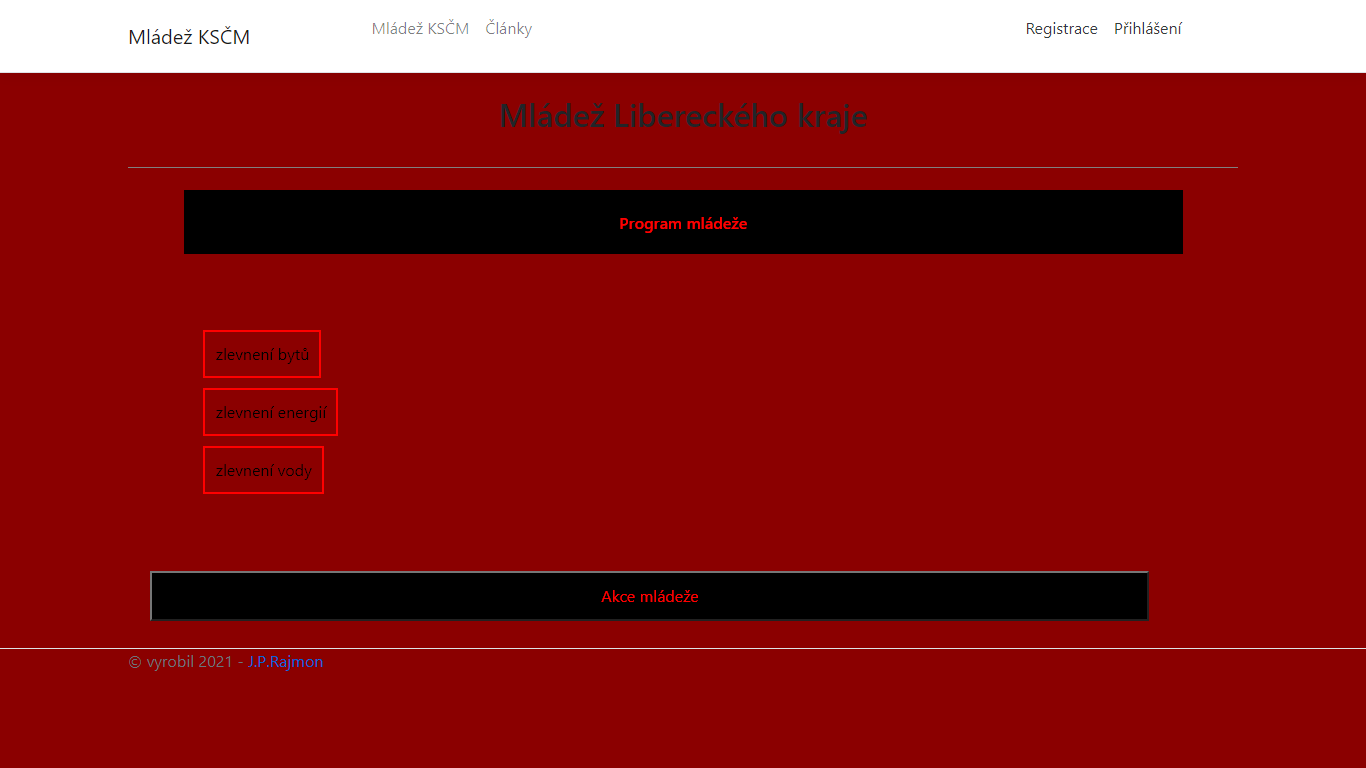 Mládež KSČM
Mládež KSČM Články
Registrace Přihlášení
Mládež Libereckého kraje
Program mládeže
zlevnení bytů
zlevnení energií
zlevnení vody
Akce mládeže
© vyrobil 2021 - J.P.Rajmon